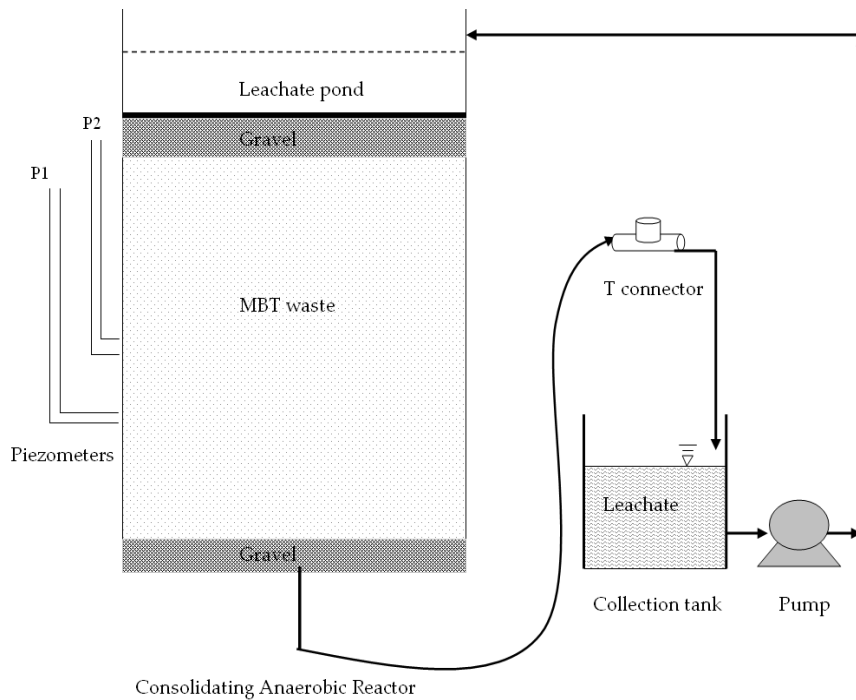 Leachate pond
P2
Gravel
P1
MBT waste
T connector
Piezometers
Leachate
Gravel
Collection tank
Pump
Consolidating Anaerobic Reactor